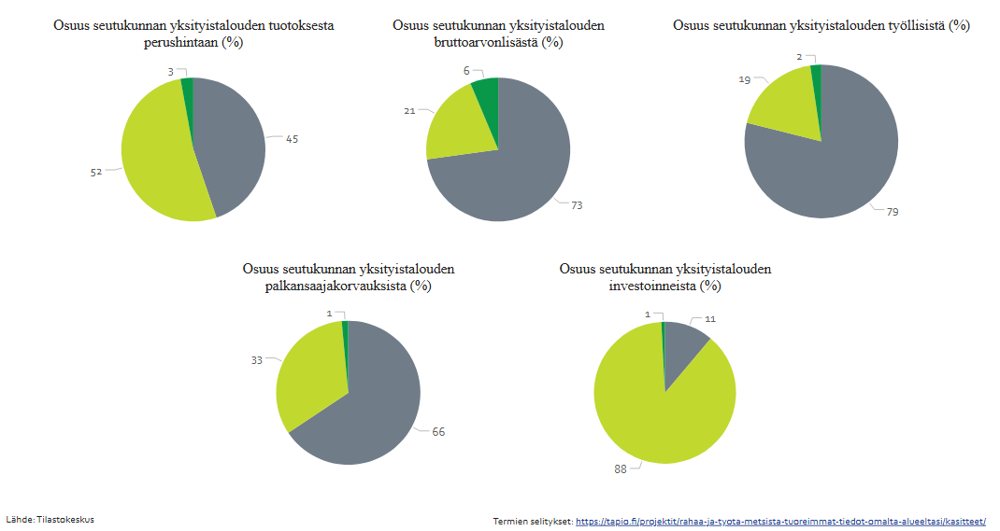 Osuus seutukunnan yksityistalouden tuotoksesta
perushintaan (%)
3
45
52
Osuus seutukunnan yksityistalouden
bruttoarvonlisästä (%)
6
21
73
Osuus seutukunnan yksityistalouden työllisistä (%)
2
19
79
Osuus seutukunnan yksityistalouden
palkansaajakorvauksista (%)
1
33
66
Osuus seutukunnan yksityistalouden
investoinneista (%)
1
11
88
Lähde: Tilastokeskus
Termien selitykset: https://tapio.fi/projektit/rahaa-ja-tyota-metsista-tuoreimmat-tiedot-omalta-alueeltasi/kasitteet/